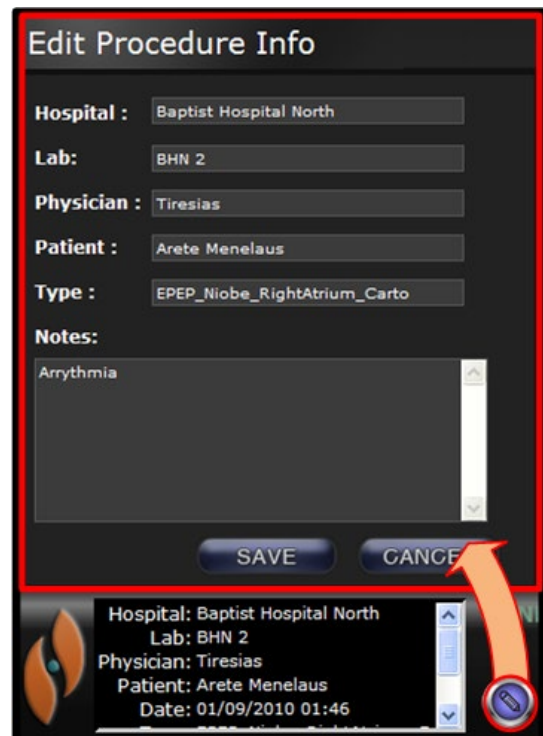 Edit Procedure Info
Hospital : Baptist Hospital North
Lab: BHN 2
Physician : Tiresias
Patient : Arete Menelaus
Type : EPEP_Niobe_RightAtrium_Carto
Notes:
Arrythmia
SAVE CANCE
Hospital: Baptist Hospital North
Lab: BHN 2
Physician: Tiresias
Patient: Arete Menelaus
Date: 01/09/2010 01:46